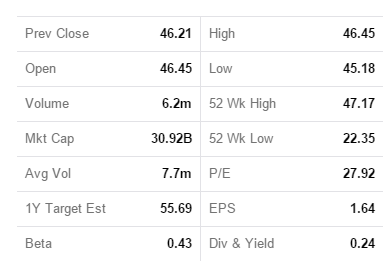 Prev Close 46.21 High 46.45
Open 46.45 Low 45.18
Volume 6.2m 52 Wk High 47.17
Mkt Cap 30.92B 52 Wk Low 22.35
Avg Vol 7.7m P/E 27.92
1Y Target Est 55.69 EPS 1.64
Beta 0.43 Div & Yield 0.24